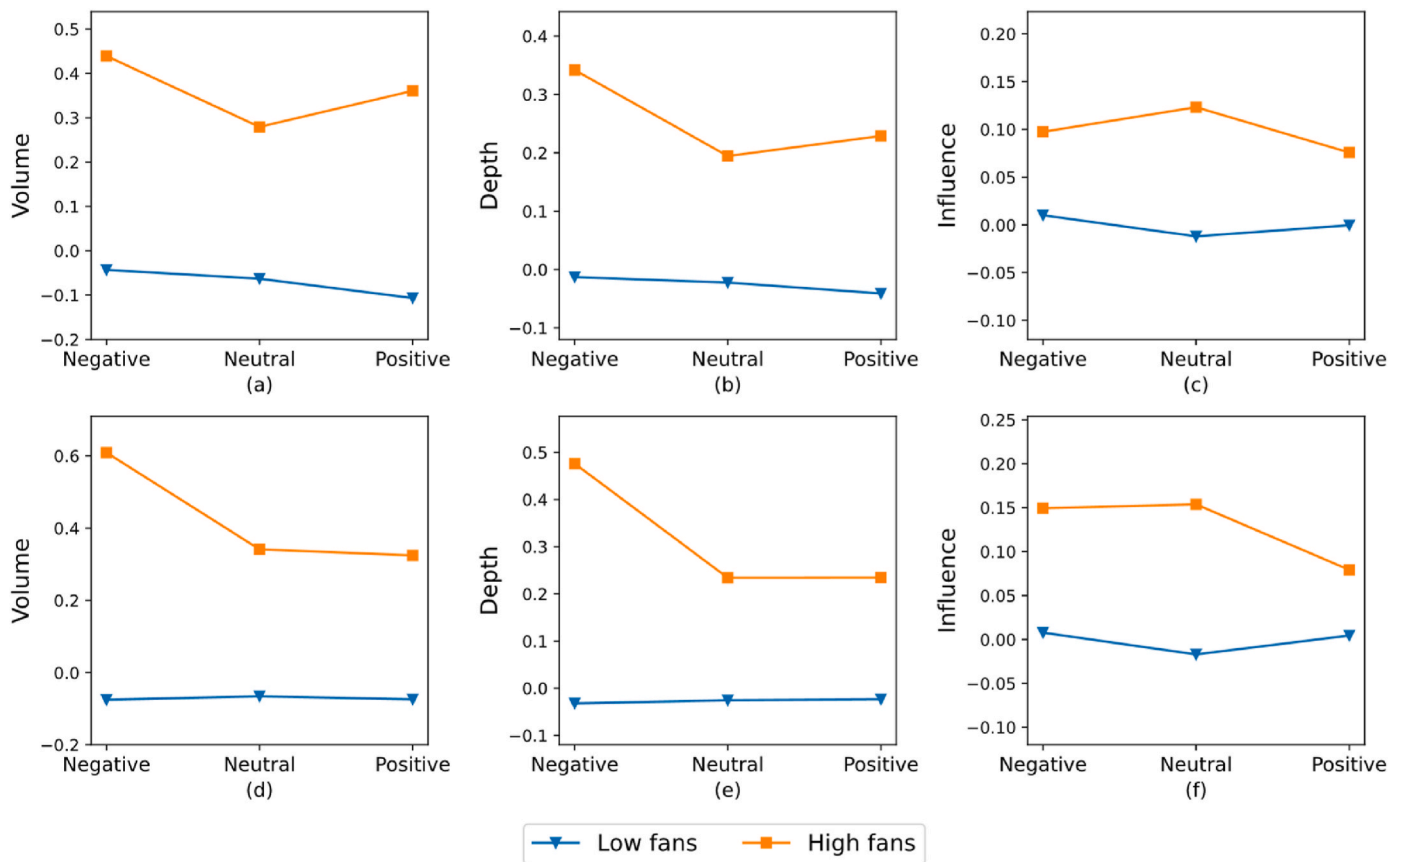 Volume
0.5
0.4
0.3
0.2
0.1
0.0
−0.1
−0.2
Negative Neutral Positive
(a)
Depth
0.4
0.3
0.2
0.1
0.0
−0.1
Negative Neutral Positive
(b)
Influence
0.20
0.15
0.10
0.05
0.00
−0.05
−0.10
Negative Neutral Positive
(c)
Volume
0.6
0.4
0.2
0.0
−0.2
Negative Neutral Positive
(d)
Depth
0.5
0.4
0.3
0.2
0.1
0.0
−0.1
Negative Neutral Positive
(e)
Influence
0.25
0.20
0.15
0.10
0.05
0.00
−0.05
−0.10
Negative Neutral Positive
(f)
Low fans High fans